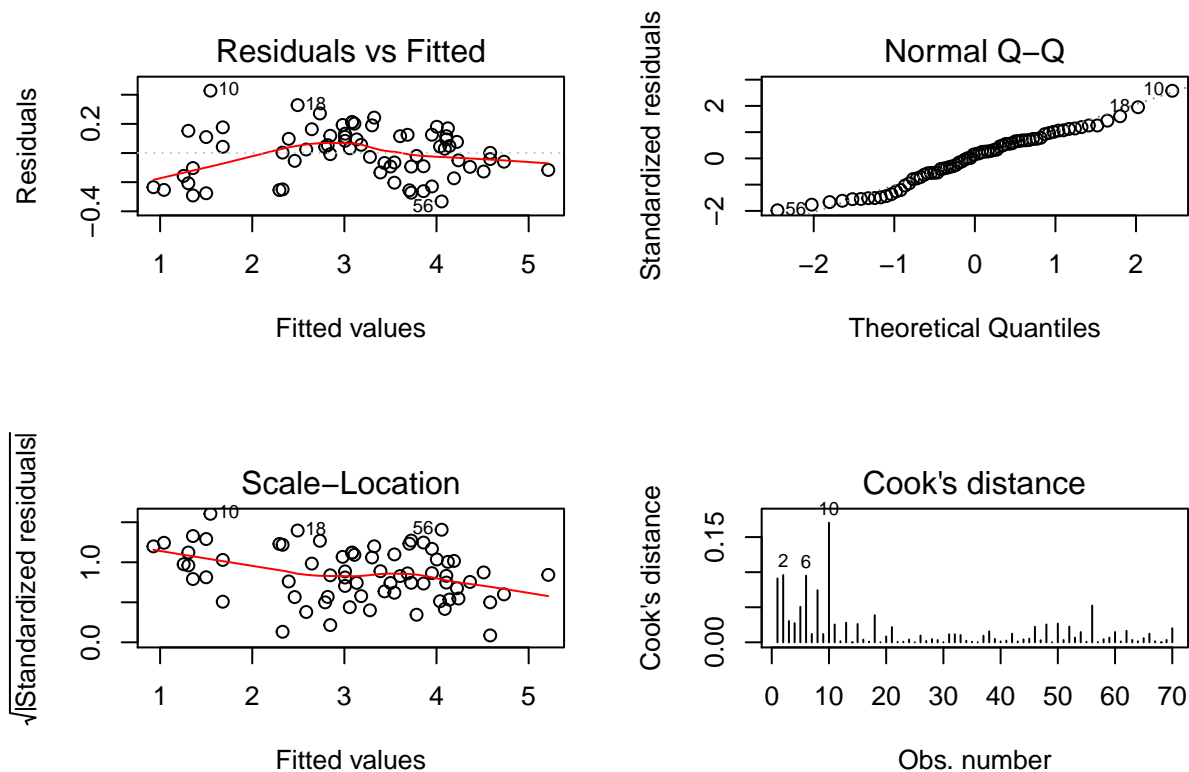 Residuals vs Fitted
Residuals
0.2
−0.4
10
18
56
1 2 3 4 5
Fitted values
Normal Q−Q
Standardized residuals
2
0
−2
10
18
56
−2 −1 0 1 2
Theoretical Quantiles
Scale−Location
√|Standardized residuals|
1.0
0.0
10
18
56
1 2 3 4 5
Fitted values
Cook's distance
Cook's distance
0.15
0.00
10
2
6
0 10 20 30 40 50 60 70
Obs. number